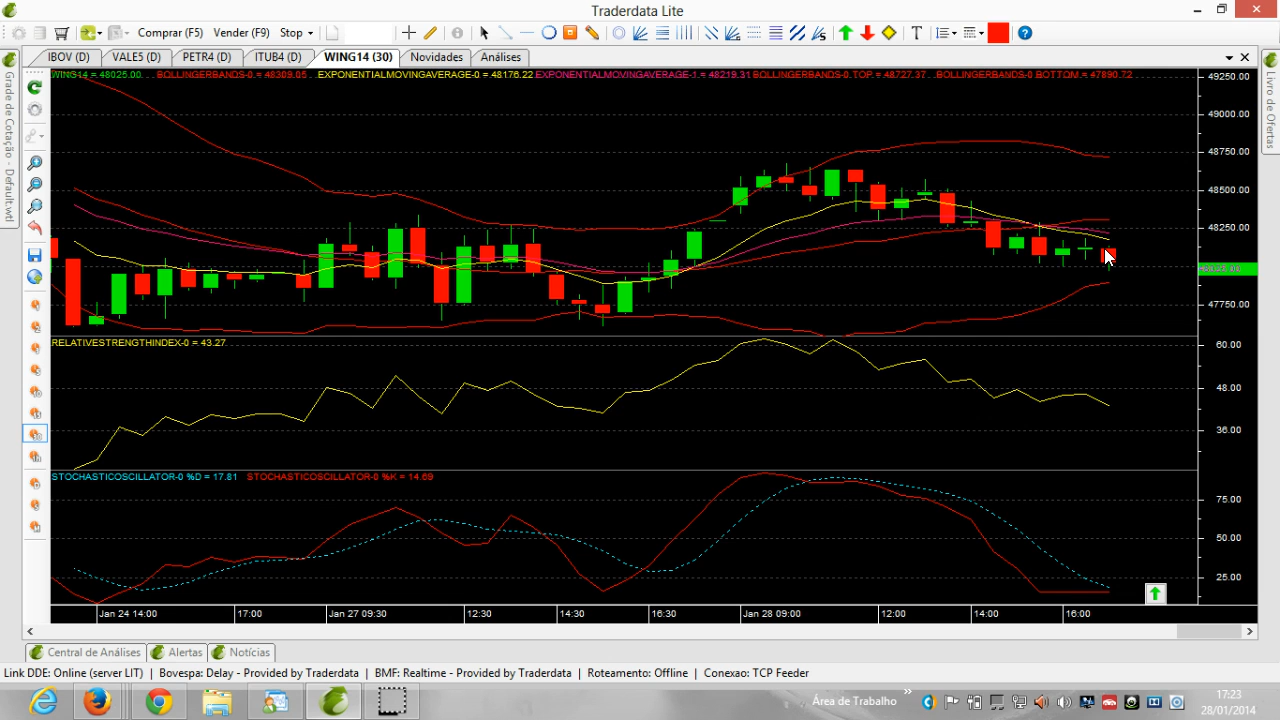 Traderdata Lite
Comprar (F5) Vender (F9) Stop
IBOV (D) VALE5 (D) PETR4 (D) ITUB4 (D) WING14 (30) Novidades Análises
Grade de Cotação - Default.wtl
Livro de Ofertas
WING14 = 48025.00 BOLLINGERBANDS-0 = 48309.05 EXPONENTIALMOVINGAVERAGE-0 = 48176.22 EXPONENTIALMOVINGAVERAGE-1 = 48219.31 BOLLINGERBANDS-0 TOP = 48727.37 BOLLINGERBANDS-0 BOTTOM = 47890.72
49250.00
49000.00
48750.00
48500.00
48250.00
47750.00
RELATIVESTRENGTHINDEX-0 = 43.27
60.00
48.00
36.00
STOCHASTICOSCILLATOR-0 %D = 17.81 STOCHASTICOSCILLATOR-0 %K = 14.69
75.00
50.00
25.00
Jan 24 14:00 17:00 Jan 27 09:30 12:30 14:30 16:30 Jan 28 09:00 12:00 14:00 16:00
Central de Análises Alertas Notícias
Link DDE: Online (server LIT) | Bovespa: Delay - Provided by Traderdata | BMF: Realtime - Provided by Traderdata | Roteamento: Offline | Conexao: TCP Feeder
Área de Trabalho
17:23
28/01/2014